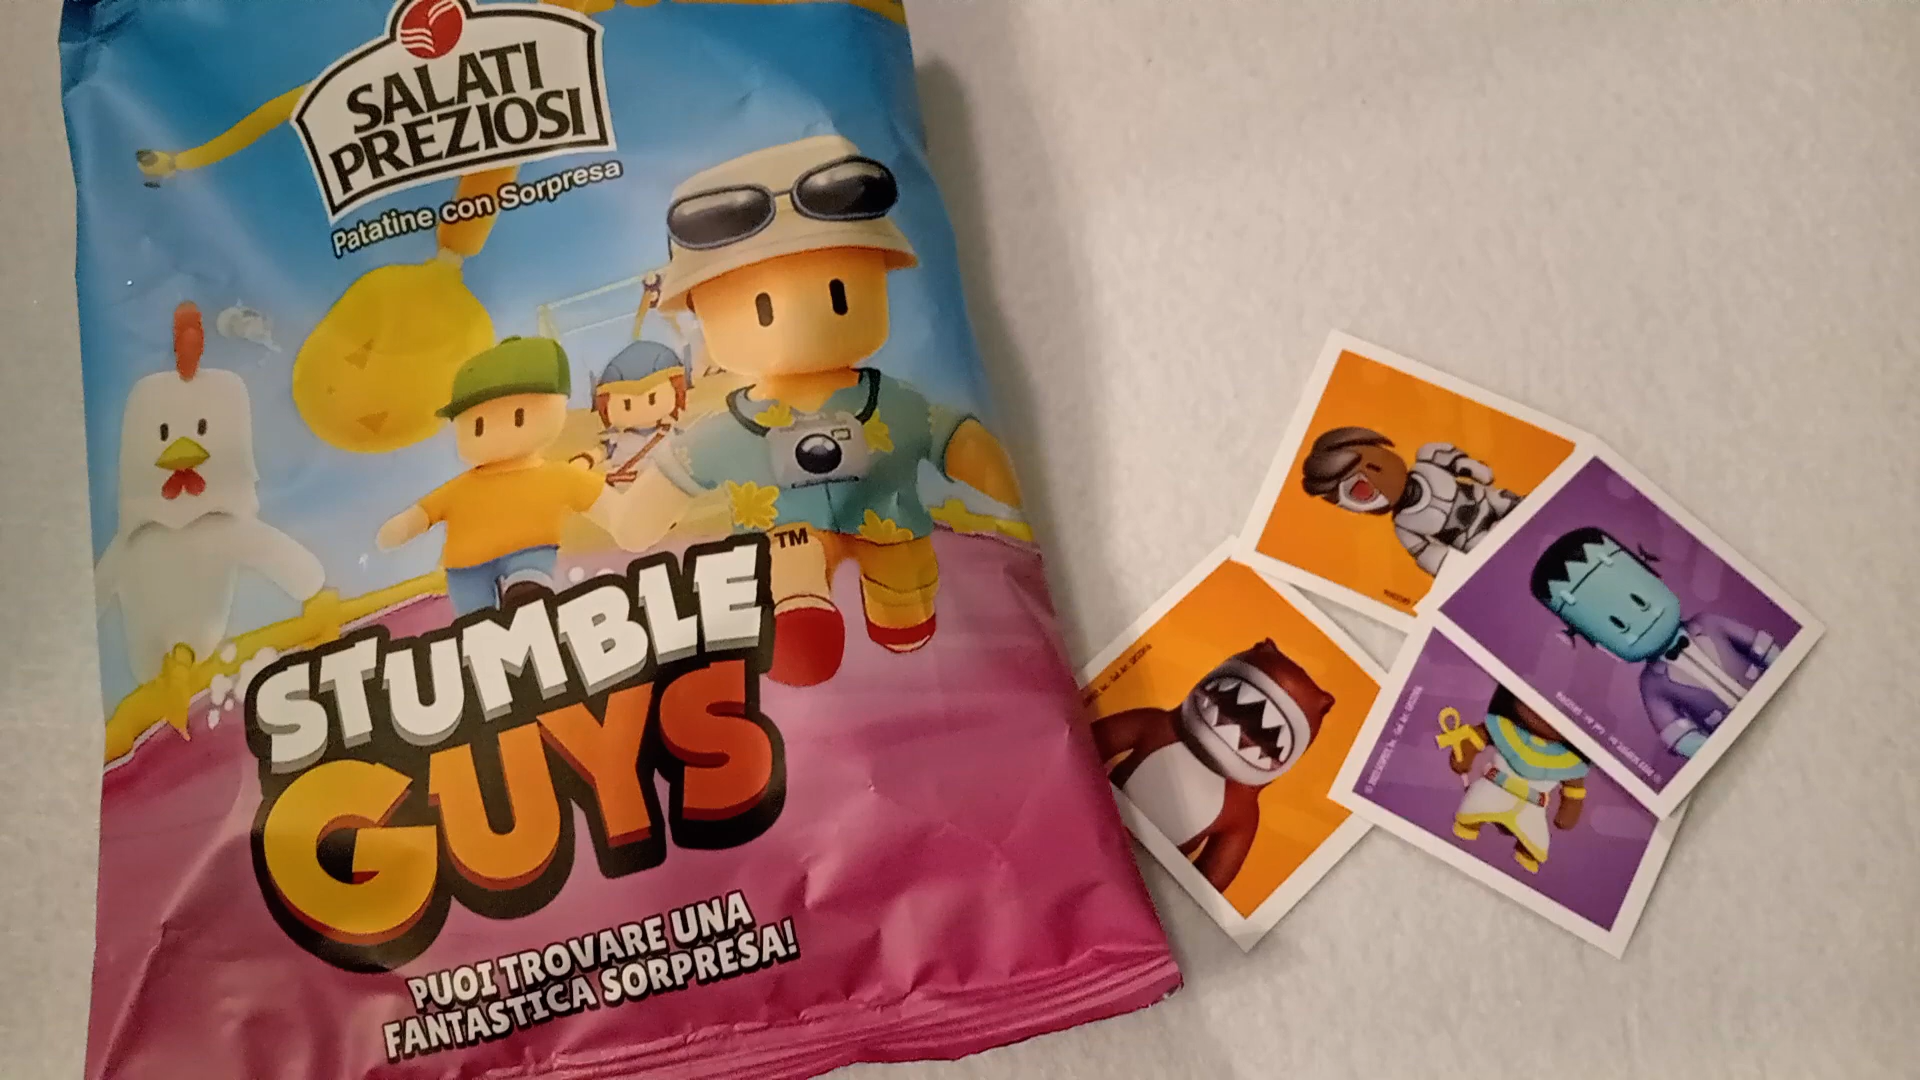 SALATI
PREZIOSI
Patatine con Sorpresa
STUMBLE™
GUYS
PUOI TROVARE UNA
FANTASTICA SORPRESA!